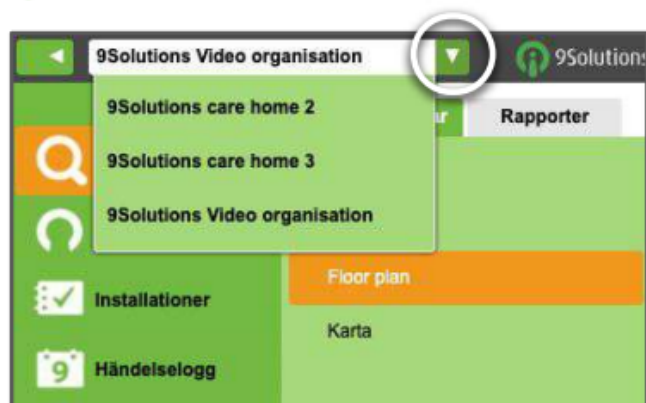 9Solutions Video organisation
9Solutions
9Solutions care home 2
9Solutions care home 3
9Solutions Video organisation
Rapporter
Floor plan
Karta
Installationer
Händelselogg